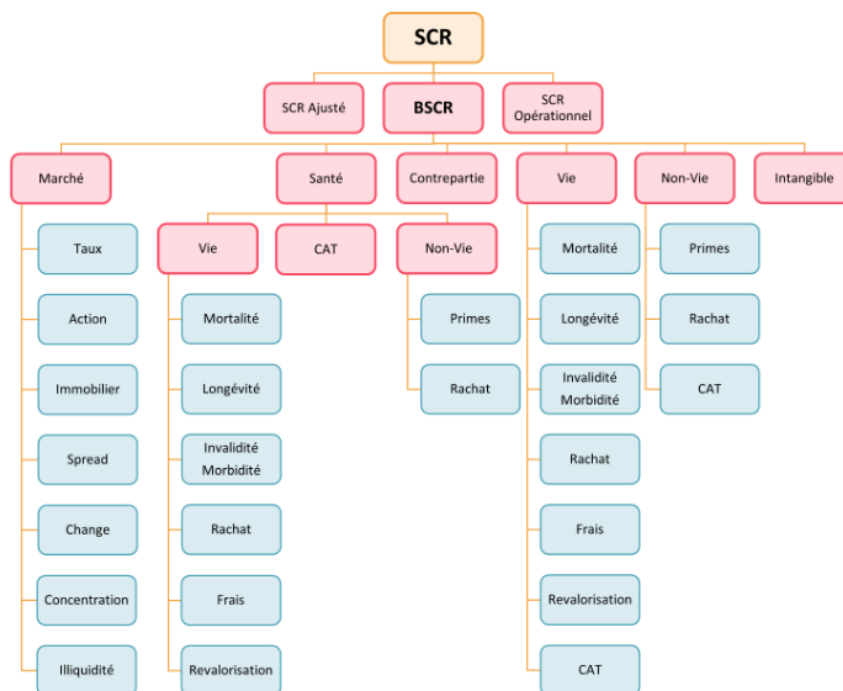 SCR
SCR Ajusté
BSCR
SCR
Opérationnel
Marché
Santé
Contrepartie
Vie
Non-Vie
Intangible
Taux
Vie
CAT
Non-Vie
Mortalité
Primes
Action
Mortalité
Primes
Longévité
Rachat
Immobilier
Longévité
Rachat
Invalidité
Morbidité
CAT
Spread
Invalidité
Morbidité
Rachat
Change
Rachat
Frais
Concentration
Frais
Revalorisation
Illiquidité
Revalorisation
CAT